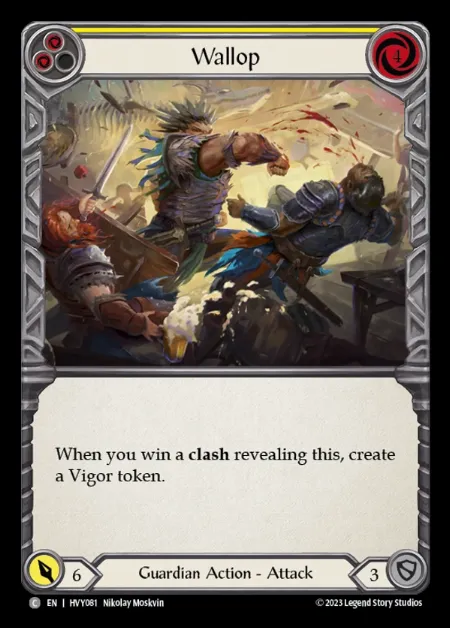 Wallop
4
When you win a clash revealing this, create
a Vigor token.
6
Guardian Action - Attack
3
C EN | HVY081 Nikolay Moskvin
© 2023 Legend Story Studios